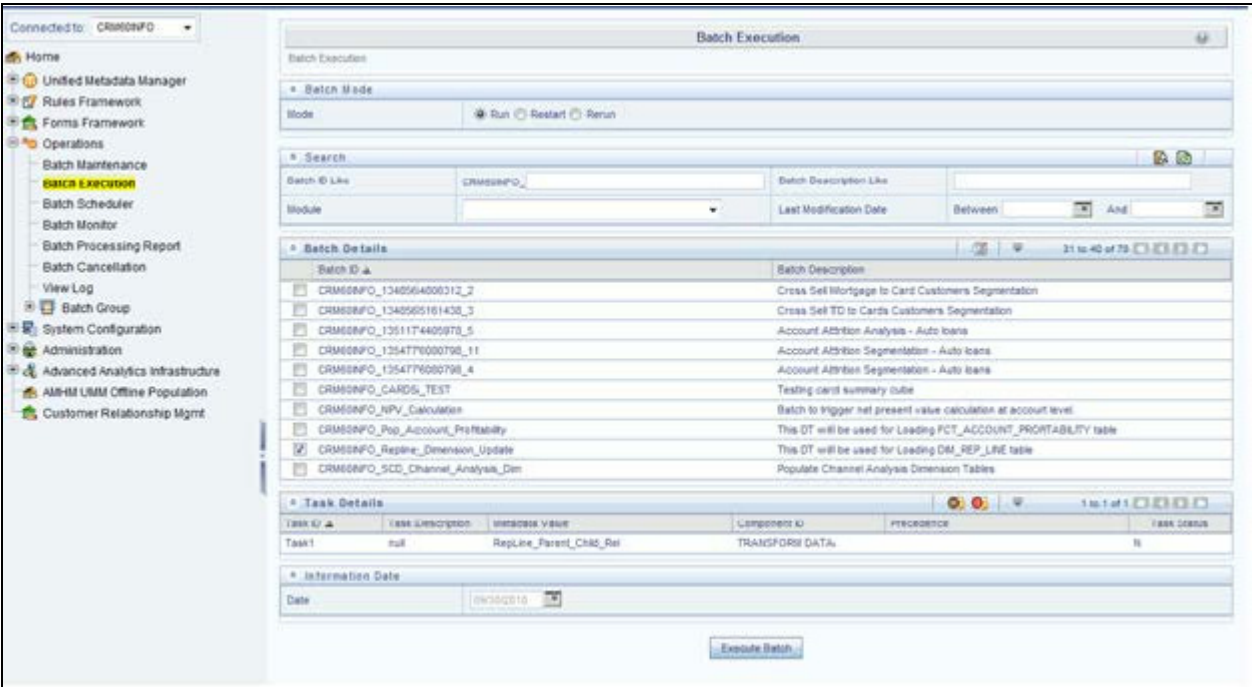 Connected to: CRM60INFO
Home
Unified Metadata Manager
Rules Framework
Forms Framework
Operations
Batch Maintenance
Batch Execution
Batch Scheduler
Batch Monitor
Batch Processing Report
Batch Cancellation
View Log
Batch Group
System Configuration
Administration
Advanced Analytics Infrastructure
AMHM UMM Offline Population
Customer Relationship Mgmt
Batch Execution
Batch Execution
Batch Mode
Mode Run Restart Rerun
Search
Batch ID Like CRM60INFO_ Batch Description Like
Module Last Modification Date Between And
Batch Details 31 to 40 of 78
Batch ID Batch Description
CRM60INFO_1340564008312_2 Cross Sell Mortgage to Card Customers Segmentation
CRM60INFO_1340565161438_3 Cross Sell TD to Cards Customers Segmentation
CRM60INFO_1351174405978_5 Account Attrition Analysis - Auto loans
CRM60INFO_1354776080798_11 Account Attrition Segmentation - Auto loans
CRM60INFO_1354776080798_4 Account Attrition Segmentation - Auto loans
CRM60INFO_CARDS_TEST Testing card summary cube
CRM60INFO_NPV_Calculation Batch to trigger net present value calculation at account level.
CRM60INFO_Pop_Account_Profitability This DT will be used for Loading FCT_ACCOUNT_PROFITABILITY table
CRM60INFO_Repline_Dimension_Update This DT will be used for Loading DIM_REP_LINE table
CRM60INFO_SCD_Channel_Analysis_Dim Populate Channel Analysis Dimension Tables
Task Details 1 to 1 of 1
Task ID Task Description Metadata Value Component ID Precedence Task Status
Task1 null RepLine_Parent_Child_Rel TRANSFORM DATA. N
Information Date
Date
Execute Batch